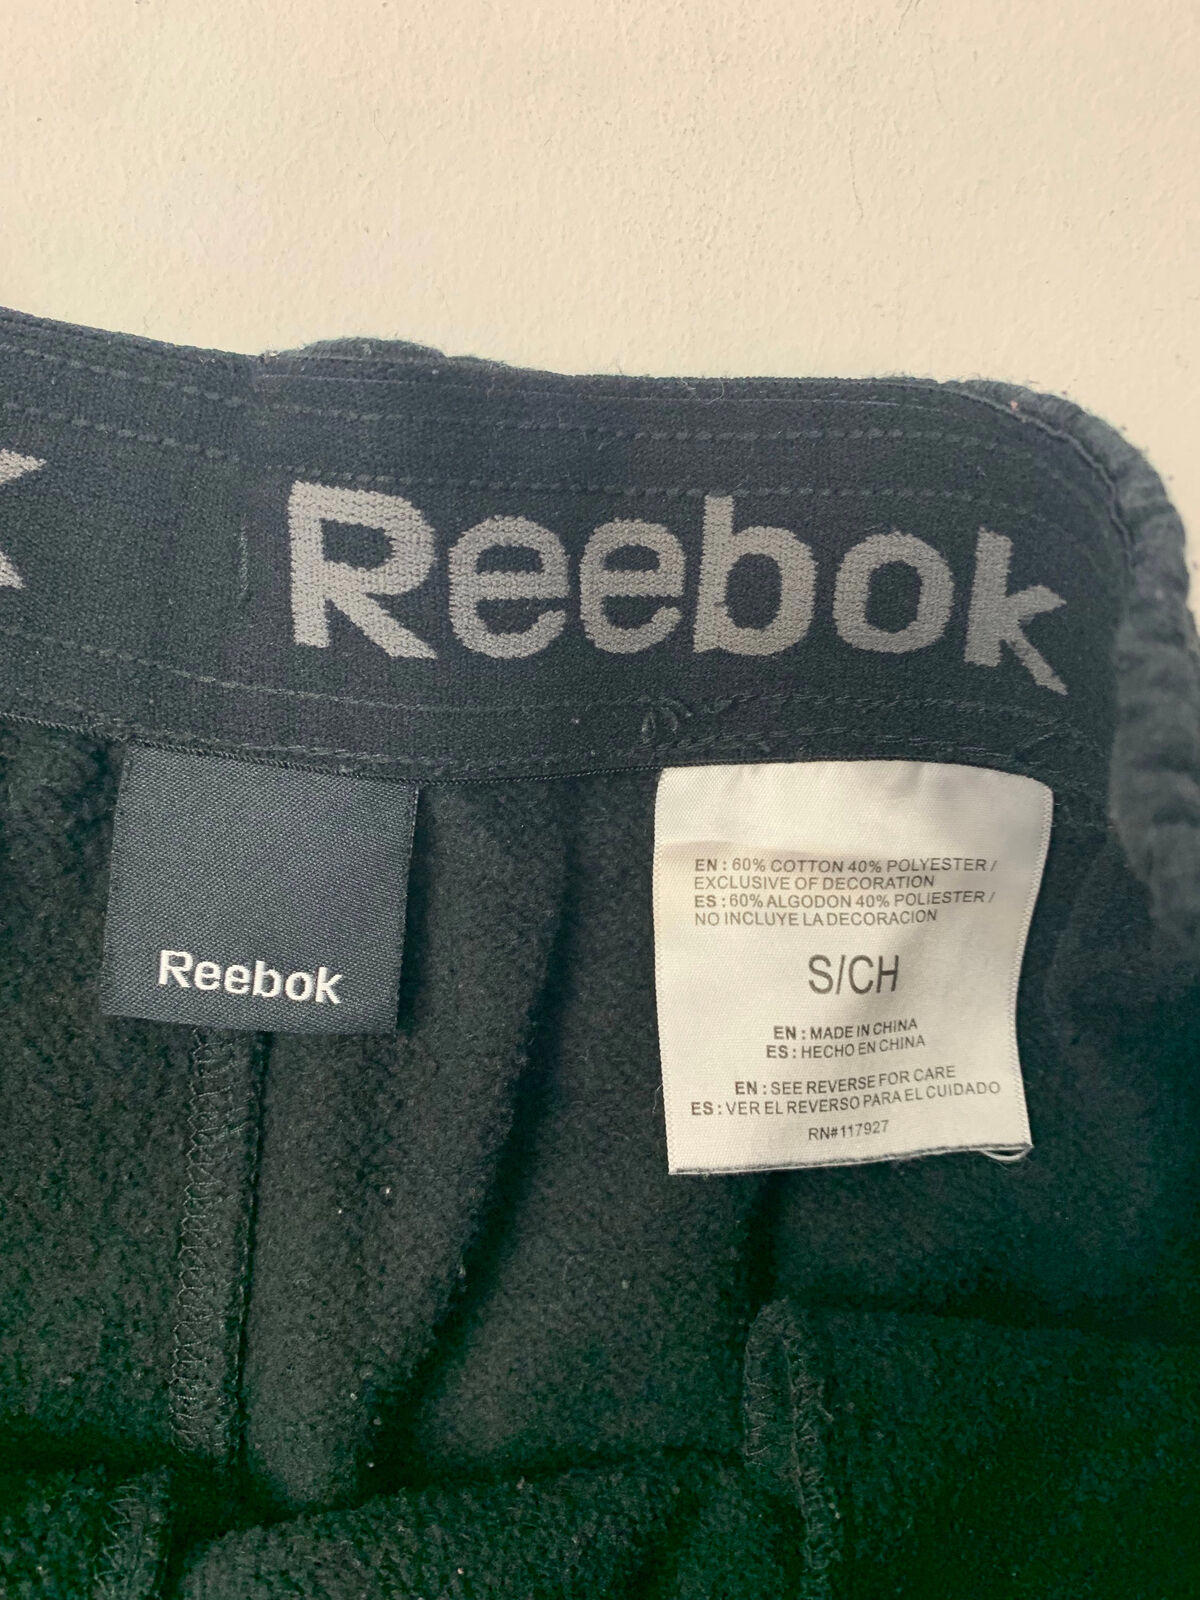 Reebok
Reebok
EN : 60% COTTON 40% POLYESTER /
EXCLUSIVE OF DECORATION
ES : 60% ALGODON 40% POLIESTER /
NO INCLUYE LA DECORACION
S/CH
EN : MADE IN CHINA
ES : HECHO EN CHINA
EN : SEE REVERSE FOR CARE
ES : VER EL REVERSO PARA EL CUIDADO
RN#117927